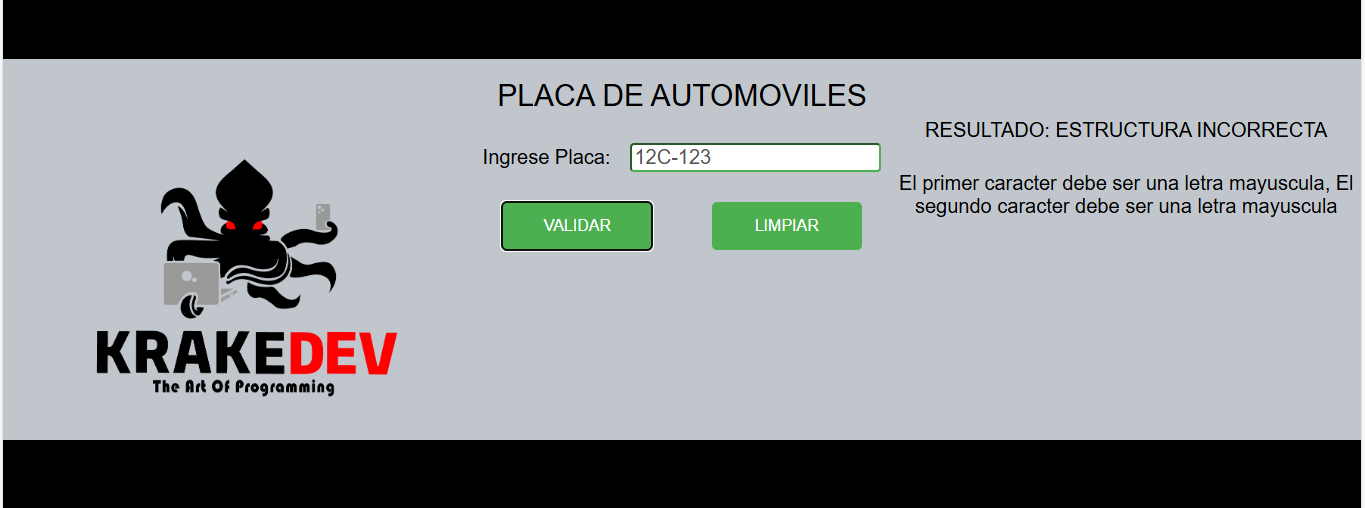 PLACA DE AUTOMOVILES
Ingrese Placa:
12C-123
VALIDAR
LIMPIAR
RESULTADO: ESTRUCTURA INCORRECTA
El primer caracter debe ser una letra mayuscula, El
segundo caracter debe ser una letra mayuscula
KRAKEDEV
The Art Of Programming